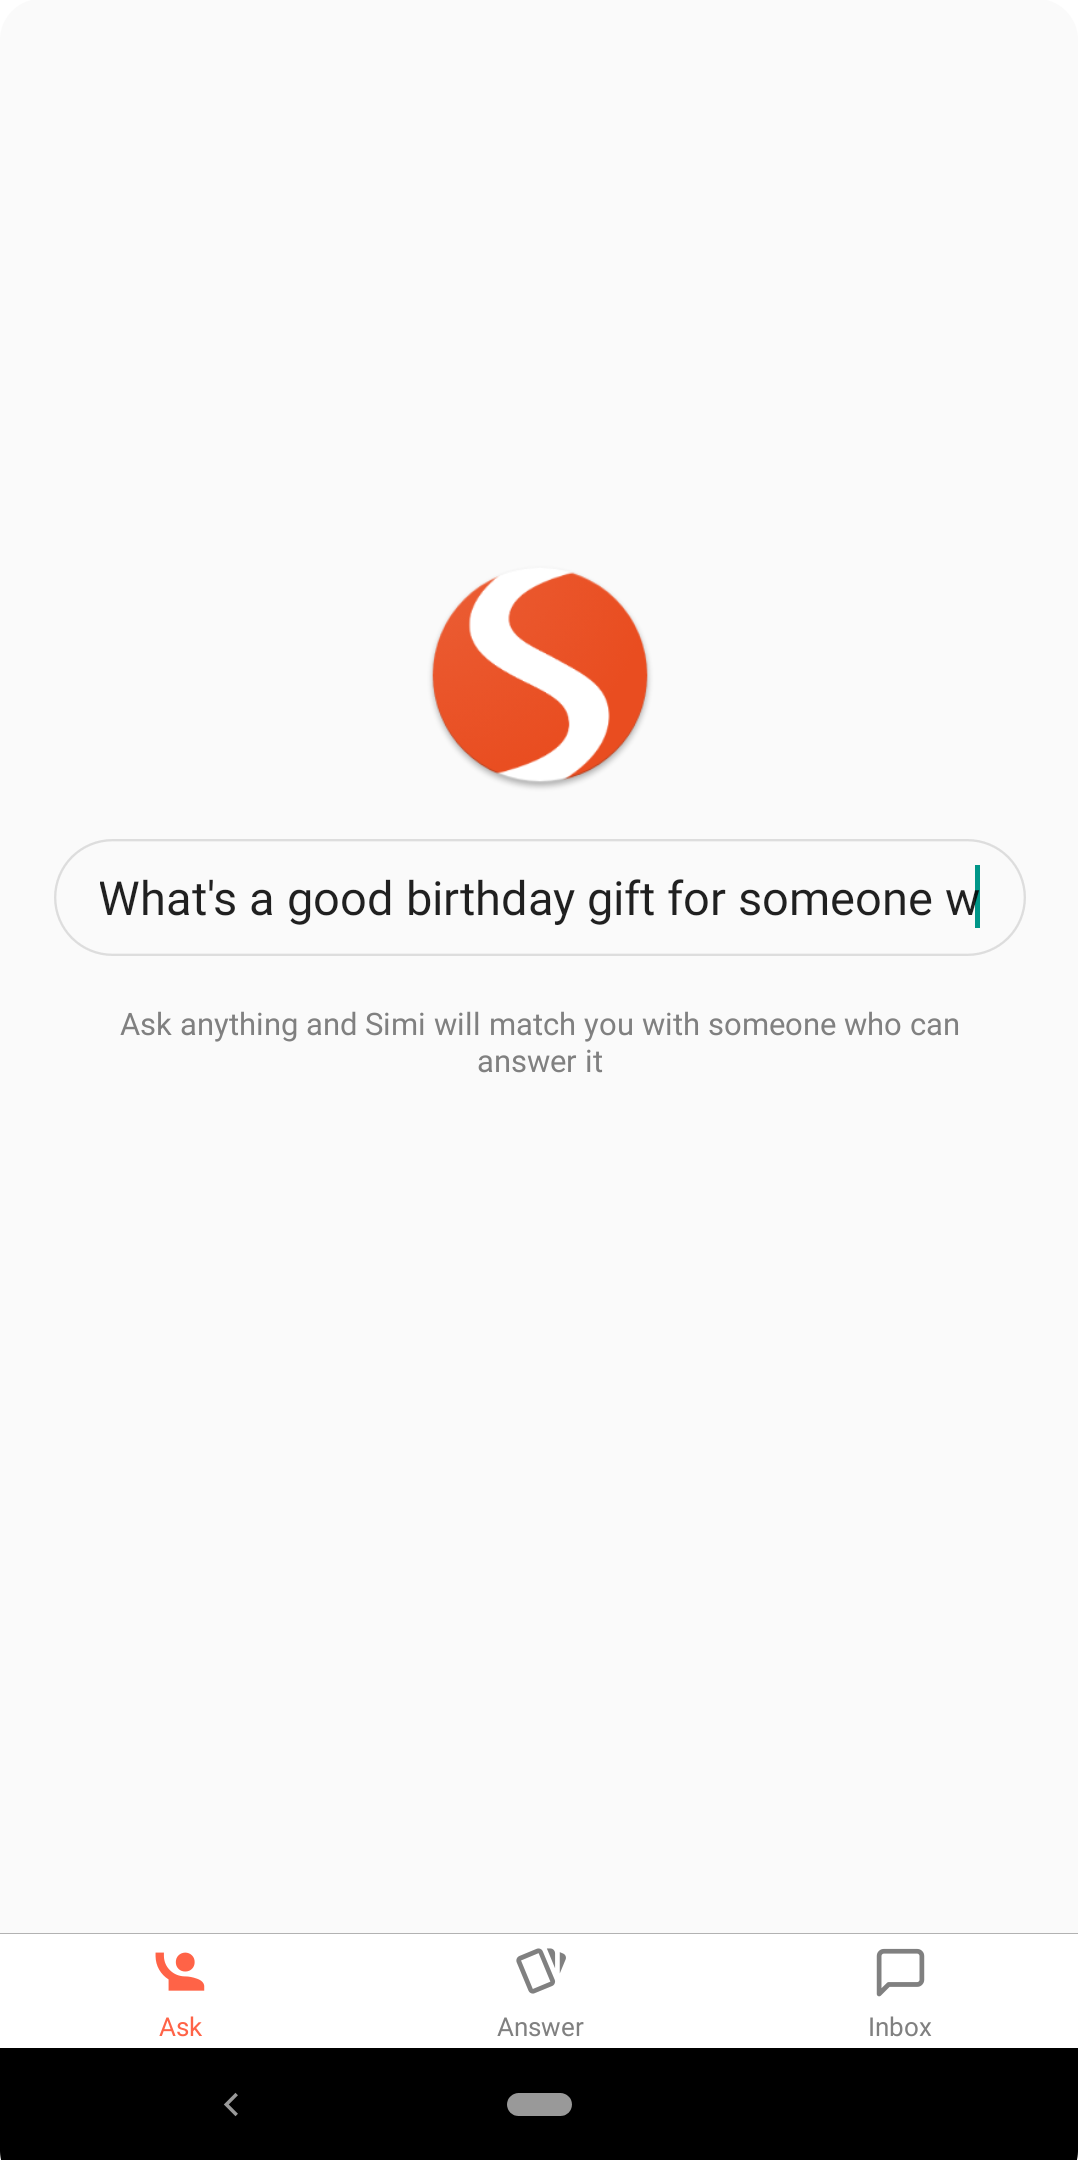 What's a good birthday gift for someone w
Ask anything and Simi will match you with someone who can
answer it
Ask
Answer
Inbox